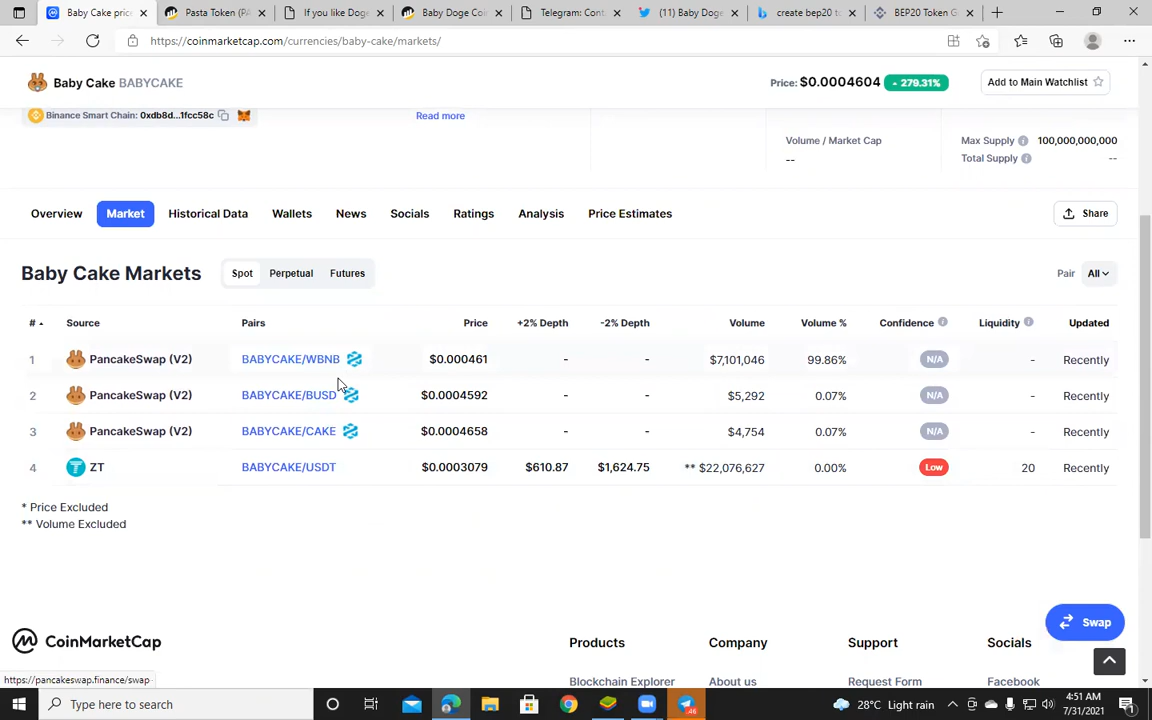 Baby Cake price
Pasta Token (PA
If you like Doge
Baby Doge Coi
Telegram: Cont
(11) Baby Doge
create bep20 to
BEP20 Token G
https://coinmarketcap.com/currencies/baby-cake/markets/
Baby Cake BABYCAKE
Price: $0.0004604 279.31%
Add to Main Watchlist
Binance Smart Chain: 0xdb8d...1fcc58c
Read more
Volume / Market Cap
--
Max Supply 100,000,000,000
Total Supply --
Overview Market Historical Data Wallets News Socials Ratings Analysis Price Estimates Share
Baby Cake Markets Spot Perpetual Futures Pair All
# Source Pairs Price +2% Depth -2% Depth Volume Volume % Confidence Liquidity Updated
1 PancakeSwap (V2) BABYCAKE/WBNB $0.000461 - - $7,101,046 99.86% N/A - Recently
2 PancakeSwap (V2) BABYCAKE/BUSD $0.0004592 - - $5,292 0.07% N/A - Recently
3 PancakeSwap (V2) BABYCAKE/CAKE $0.0004658 - - $4,754 0.07% N/A - Recently
4 ZT BABYCAKE/USDT $0.0003079 $610.87 $1,624.75 ** $22,076,627 0.00% Low 20 Recently
* Price Excluded
** Volume Excluded
Swap
CoinMarketCap
Products Company Support Socials
Blockchain Explorer About us Request Form Facebook
https://pancakeswap.finance/swap
Type here to search
46
28°C Light rain
4:51 AM
7/31/2021
1